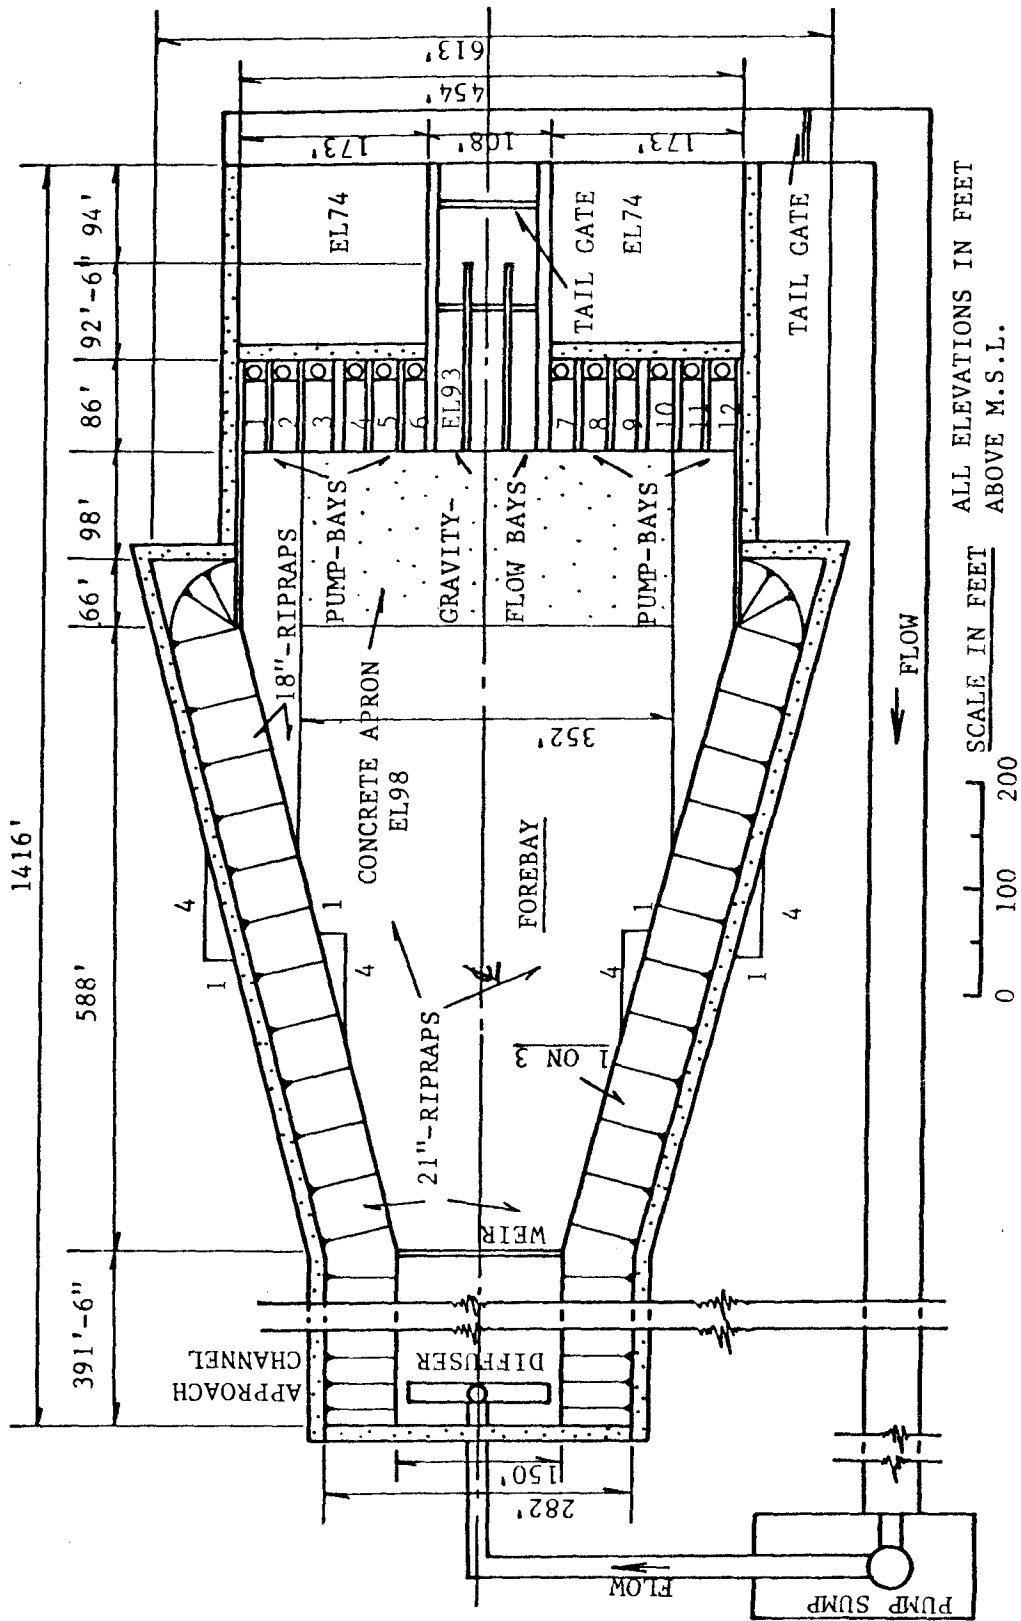 1416'
391'-6"
588'
66'
98'
86'
92'-6"
94'
613'
454'
173'
108'
173'
EL74
EL74
TAIL GATE
TAIL GATE
1
2
3
4
5
6
EL93
7
8
9
10
11
12
PUMP-BAYS
GRAVITY-
FLOW BAYS
PUMP-BAYS
18"-RIPRAPS
CONCRETE APRON
EL98
352'
FOREBAY
21"-RIPRAPS
4
1
1
4
4
1
1
4
1 ON 3
WEIR
APPROACH
CHANNEL
DIFFUSER
150'
282'
FLOW
FLOW
PUMP SUMP
SCALE IN FEET
0 100 200
ALL ELEVATIONS IN FEET
ABOVE M.S.L.